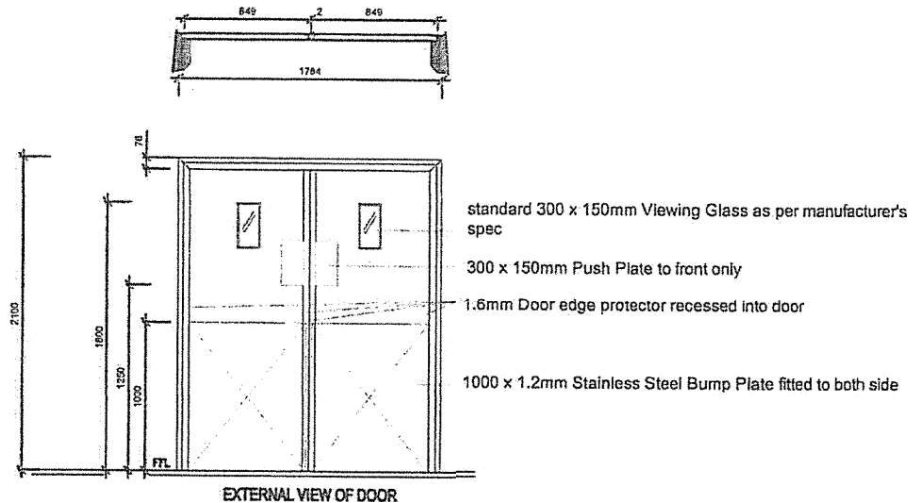 849 2 849
1764
76
standard 300 x 150mm Viewing Glass as per manufacturer's
spec
300 x 150mm Push Plate to front only
1.6mm Door edge protector recessed into door
2100
1800
1250
1000
1000 x 1.2mm Stainless Steel Bump Plate fitted to both side
FFL
EXTERNAL VIEW OF DOOR